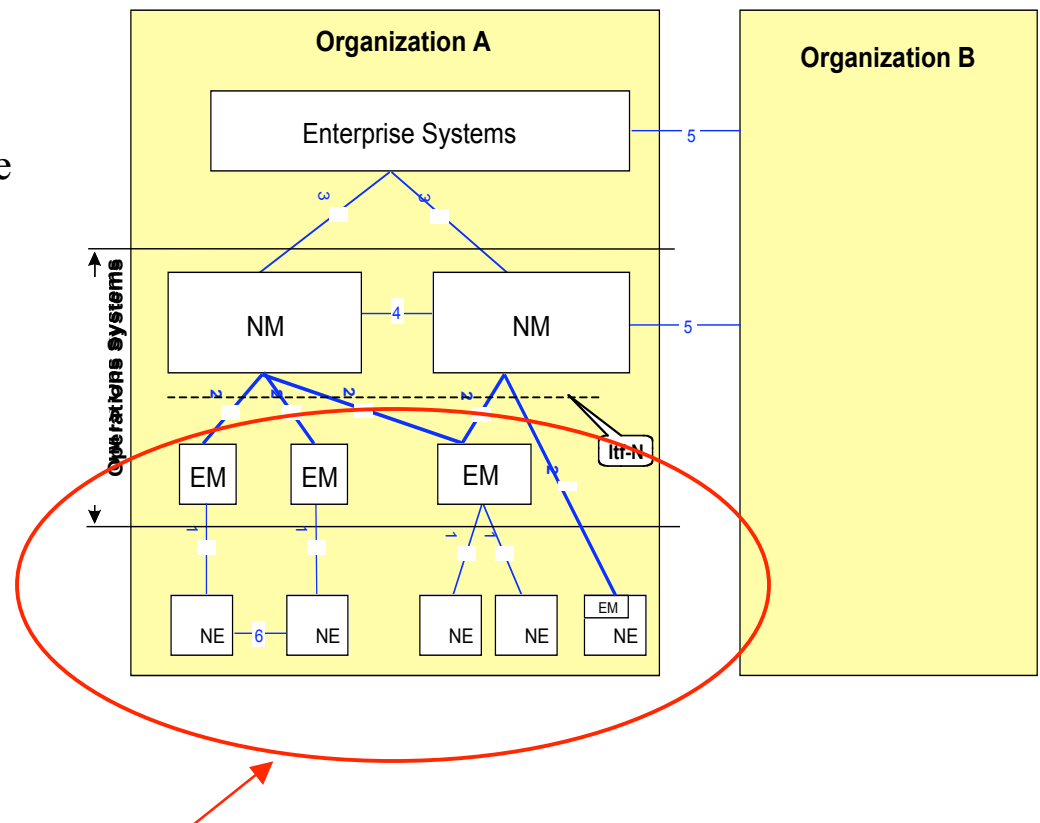 Organization A
Organization B
Enterprise Systems
5
e
3
3
Operations Systems
NM
4
NM
5
2
2
2
2
Itf-N
2
EM
EM
EM
1
1
1
1
EM
NE
6
NE
NE
NE
NE